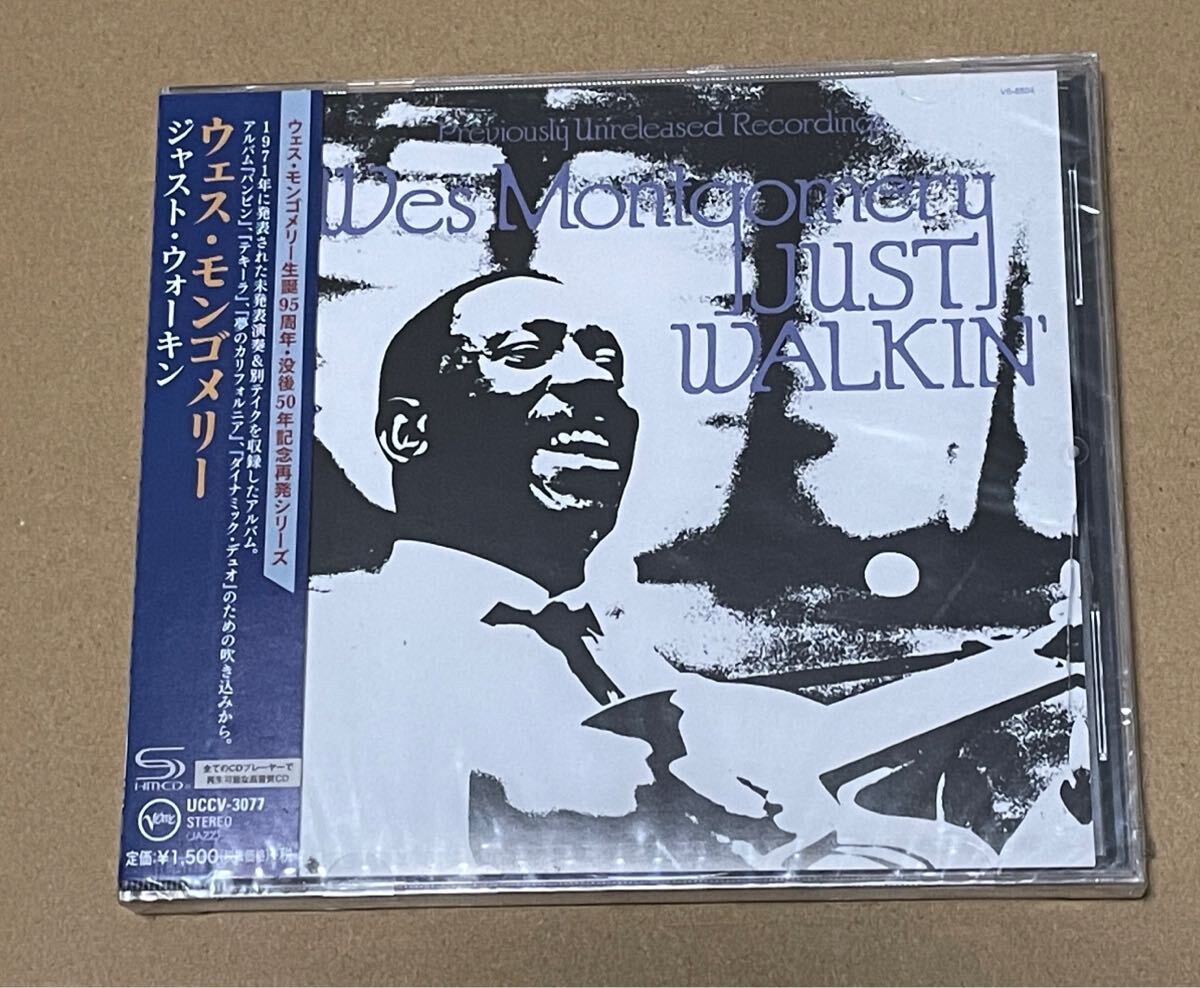 ウェス・モンゴメリー生誕95周年・没後50年記念再発シリーズ
1971年に発表された未発表演奏&別テイクを収録したアルバム。
アルバム『バンピン』、『テキーラ』、『夢のカリフォルニア』、『ダイナミック・デュオ』のための吹き込みから。
ウェス・モンゴメリー
ジャスト・ウォーキン
SHM-CD
全てのCDプレーヤーで
再生可能な高音質CD
Verve
UCCV-3077
STEREO
(JAZZ)
定価:¥1,500
+税
V6-8804
Previously Unreleased Recordings
Wes Montgomery
JUST
WALKIN'